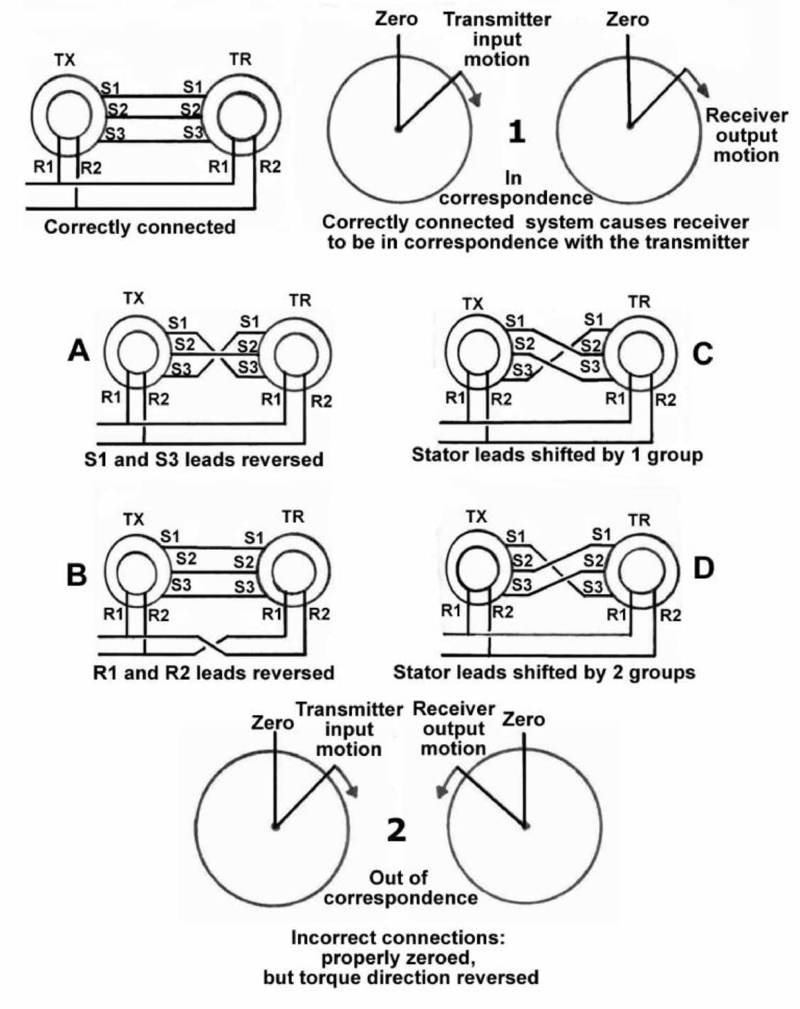 Zero
Transmitter
input
motion
Zero
TX
TR
S1
S1
S2
S2
S3
S3
R1
R2
R1
R2
Correctly connected
1
Receiver
output
motion
In
correspondence
Correctly connected system causes receiver
to be in correspondence with the transmitter
TX
TR
A
S1
S1
S2
S2
S3
S3
R1
R2
R1
R2
S1 and S3 leads reversed
TX
TR
S1
S1
S2
S2
S3
S3
C
R1
R2
R1
R2
Stator leads shifted by 1 group
TX
TR
B
S1
S1
S2
S2
S3
S3
R1
R2
R1
R2
R1 and R2 leads reversed
TX
TR
S1
S1
S2
S2
S3
S3
D
R1
R2
R1
R2
Stator leads shifted by 2 groups
Zero
Transmitter
input
motion
Receiver
output
motion
Zero
2
Out of
correspondence
Incorrect connections:
properly zeroed,
but torque direction reversed